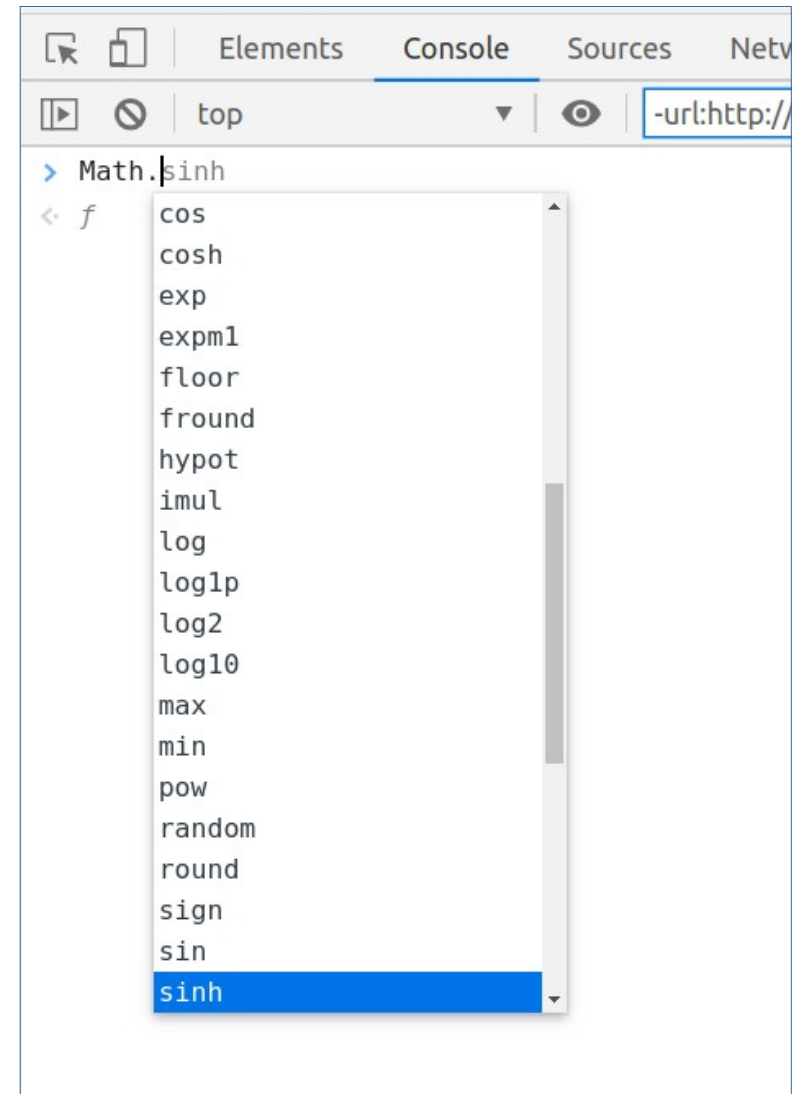 Elements Console Sources Netw
top -url:http://
Math.sinh
f
cos
cosh
exp
expm1
floor
fround
hypot
imul
log
log1p
log2
log10
max
min
pow
random
round
sign
sin
sinh